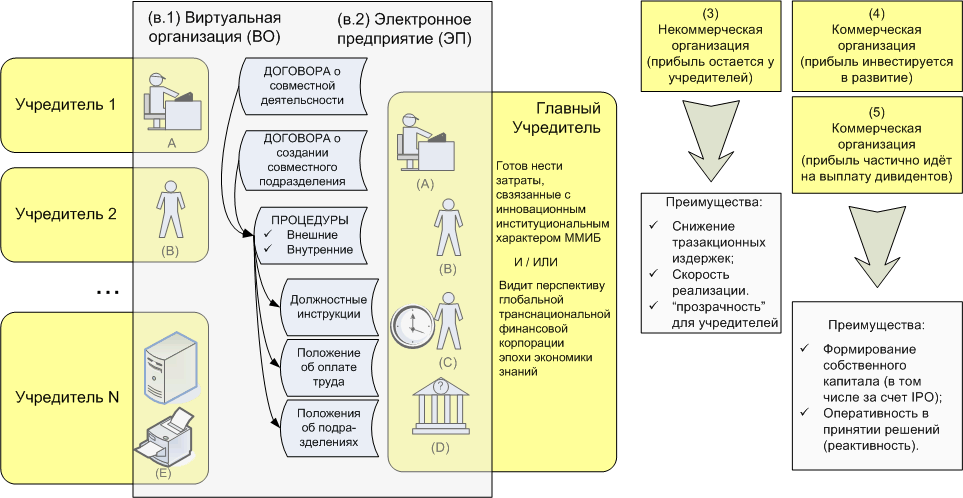 (в.1) Виртуальная
организация (ВО)
(в.2) Электронное
предприятие (ЭП)
Учредитель 1
A
Учредитель 2
(B)
...
Учредитель N
(E)
ДОГОВОРА о
совместной
деятельности
ДОГОВОРА о
создании
совместного
подразделения
ПРОЦЕДУРЫ
✓ Внешние
✓ Внутренние
Должностные
инструкции
Положение
об оплате
труда
Положения
об подра-
зделениях
Главный
Учредитель
(A)
(B)
(C)
?
(D)
Готов нести
затраты,
свзязанные с
инновационным
институциональным
характером ММИБ
И / ИЛИ
Видит перспективу
глобальной
транснациональной
финансовой
корпорации
эпохи экономики
знаний
(3)
Некоммерческая
организация
(прибыль остается у
учредителей)
Преимущества:
✓ Снижение
тразакционных
издержек;
✓ Скорость
реализации.
✓ “прозрачность”
для учредителей
(4)
Коммерческая
организация
(прибыль инвестируется
в развитие)
(5)
Коммерческая
организация
(прибыль частично идёт
на выплату дивидентов)
Преимущества:
✓ Формирование
собственного
капитала (в том
числе за счет IPO);
✓ Оперативность в
принятии решений
(реактивность).